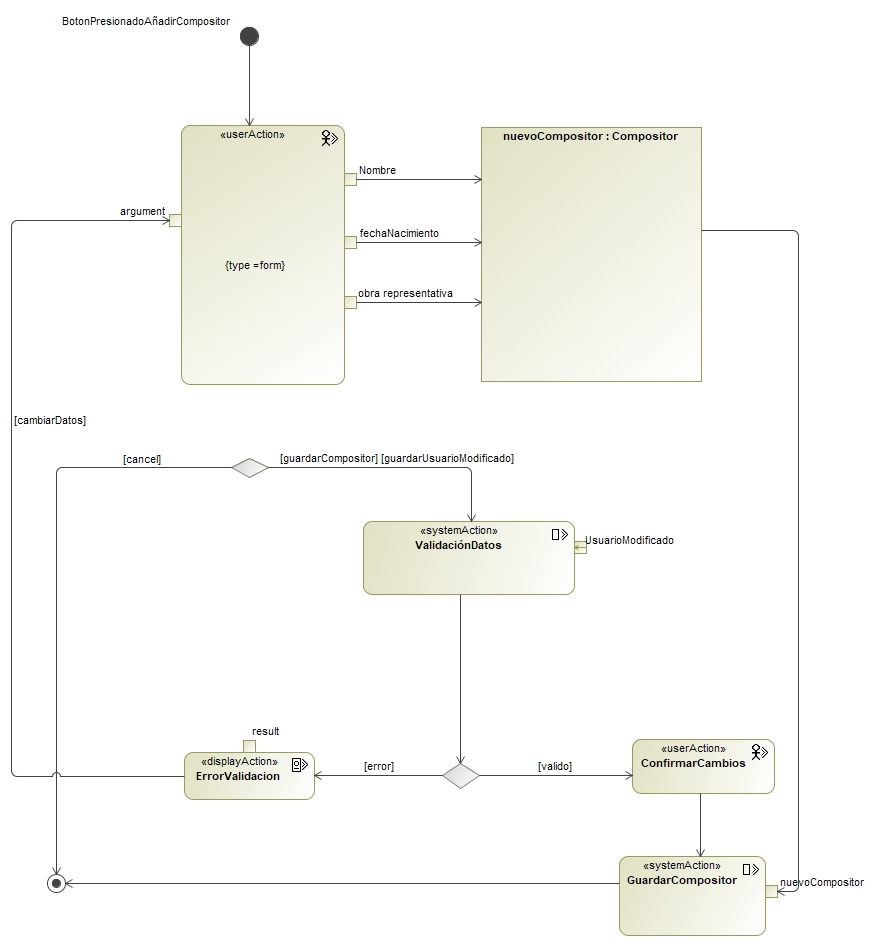 BotonPresionadoAñadirCompositor
«userAction»
nuevoCompositor : Compositor
Nombre
argument
fechaNacimiento
{type =form}
obra representativa
[cambiarDatos]
[cancel]
[guardarCompositor] [guardarUsuarioModificado]
«systemAction»
ValidaciónDatos
UsuarioModificado
result
«displayAction»
ErrorValidacion
[error]
[valido]
«userAction»
ConfirmarCambios
«systemAction»
GuardarCompositor
nuevoCompositor